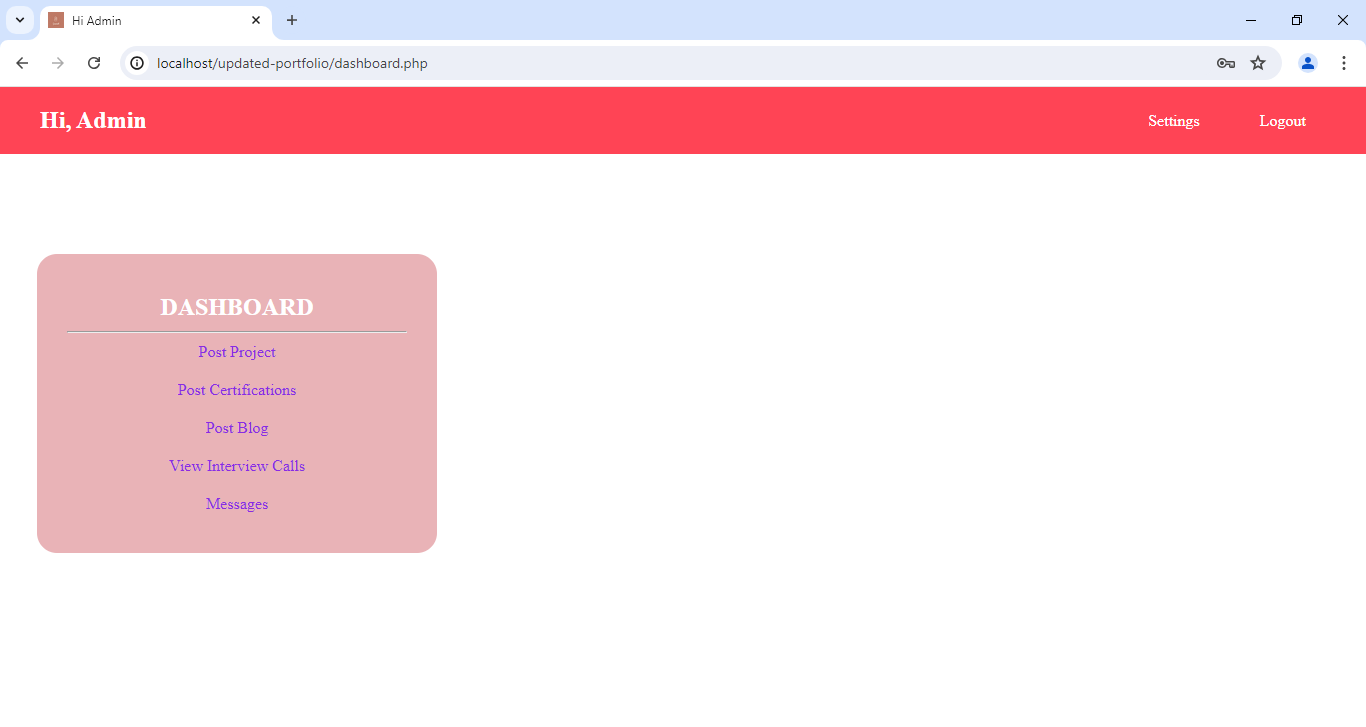 Hi Admin
localhost/updated-portfolio/dashboard.php
Hi, Admin
Settings
Logout
DASHBOARD
Post Project
Post Certifications
Post Blog
View Interview Calls
Messages